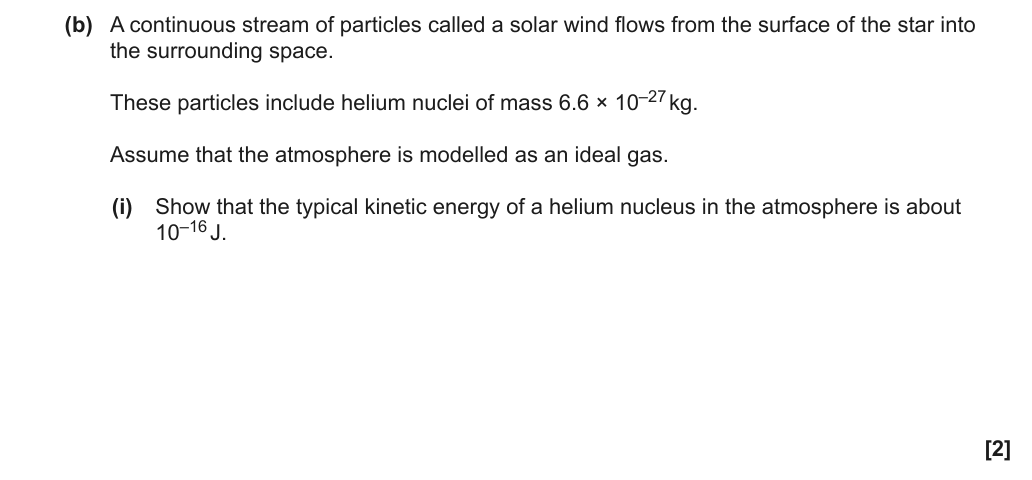 (b) A continuous stream of particles called a solar wind flows from the surface of the star into
the surrounding space.
These particles include helium nuclei of mass 6.6 × 10⁻²⁷ kg.
Assume that the atmosphere is modelled as an ideal gas.
(i) Show that the typical kinetic energy of a helium nucleus in the atmosphere is about
10⁻¹⁶ J.
[2]